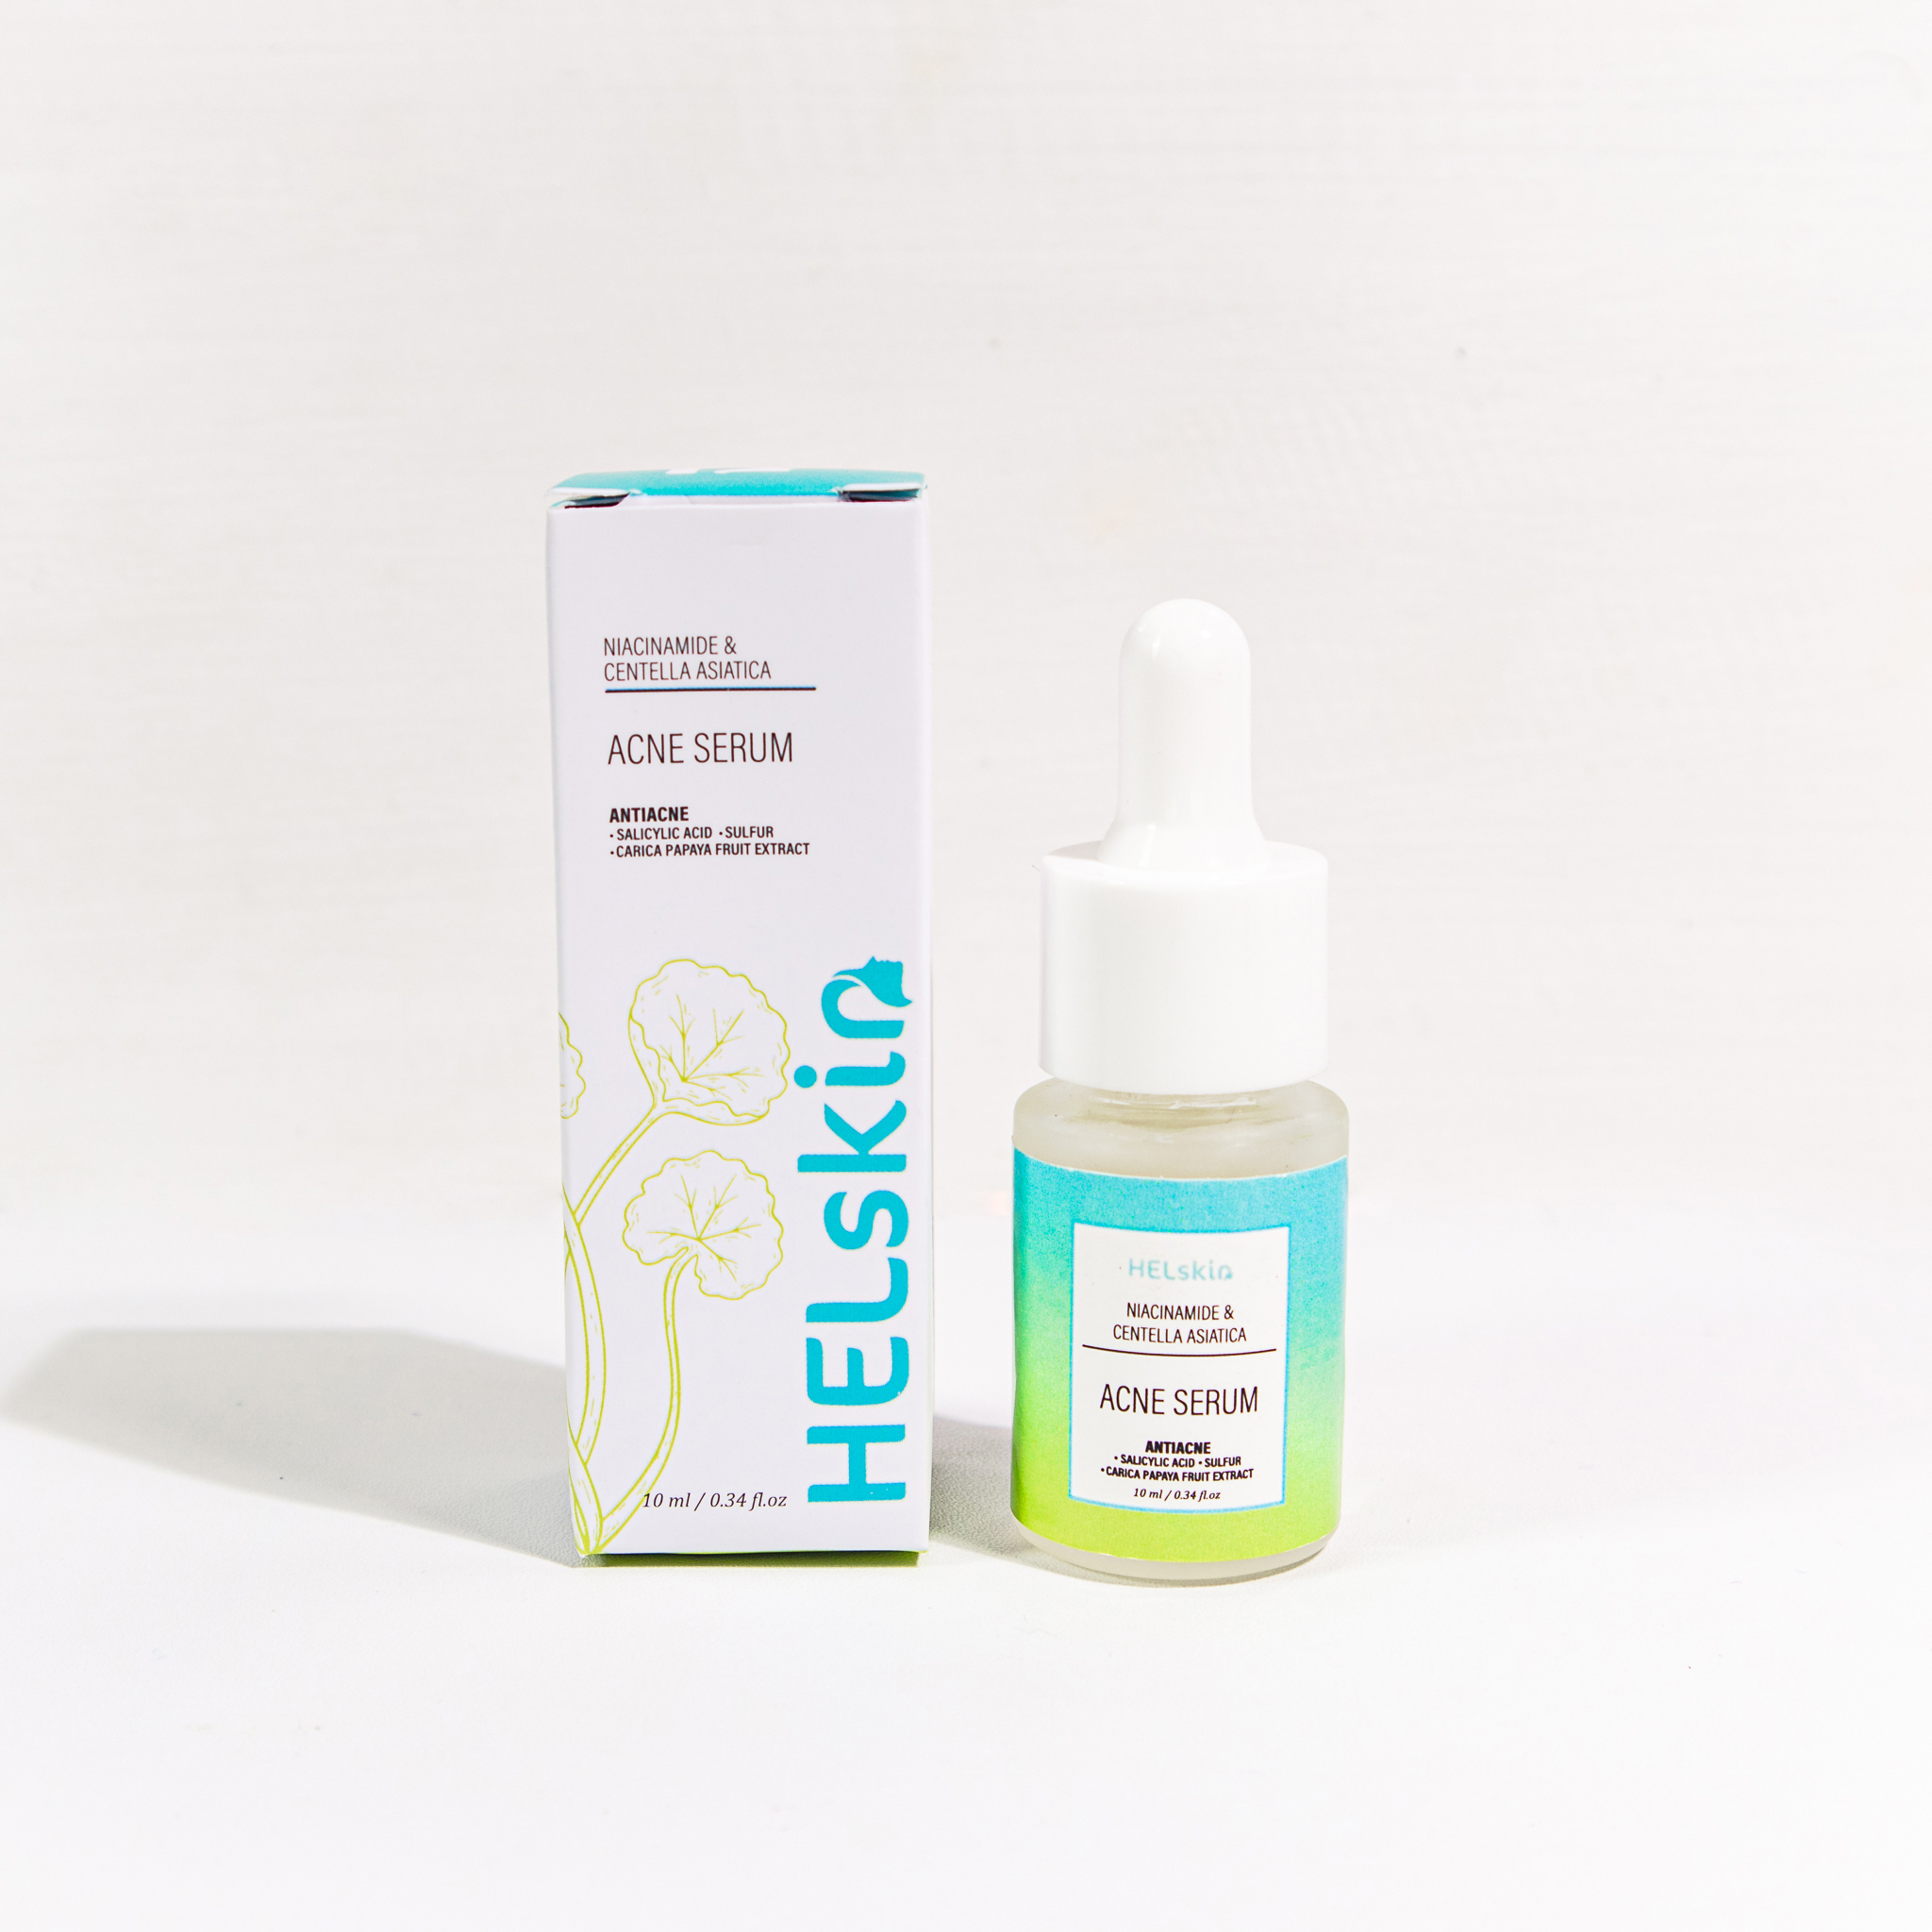 NIACINAMIDE &
CENTELLA ASIATICA
ACNE SERUM
ANTIACNE
• SALICYLIC ACID • SULFUR
• CARICA PAPAYA FRUIT EXTRACT
HELskin
10 ml / 0.34 fl.oz
HELskin
NIACINAMIDE &
CENTELLA ASIATICA
ACNE SERUM
ANTIACNE
• SALICYLIC ACID • SULFUR
• CARICA PAPAYA FRUIT EXTRACT
10 ml / 0.34 fl.oz